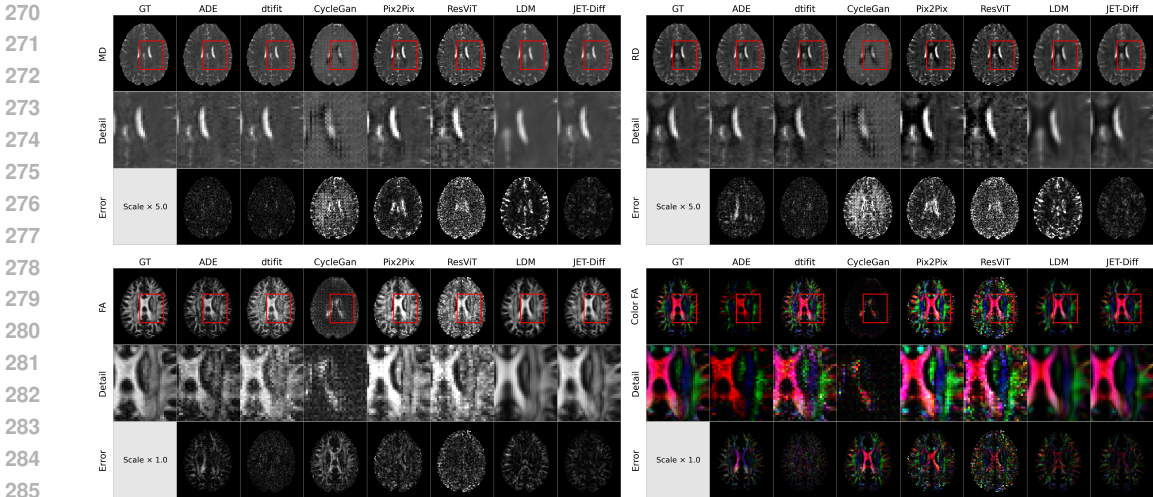 270
271
272
273
274
275
276
277
278
279
280
281
282
283
284
285
GT ADE dtifit CycleGan Pix2Pix ResViT LDM JET-Diff
MD
Detail
Error
Scale × 5.0
GT ADE dtifit CycleGan Pix2Pix ResViT LDM JET-Diff
RD
Detail
Error
Scale × 5.0
GT ADE dtifit CycleGan Pix2Pix ResViT LDM JET-Diff
FA
Detail
Error
Scale × 1.0
GT ADE dtifit CycleGan Pix2Pix ResViT LDM JET-Diff
Color FA
Detail
Error
Scale × 1.0